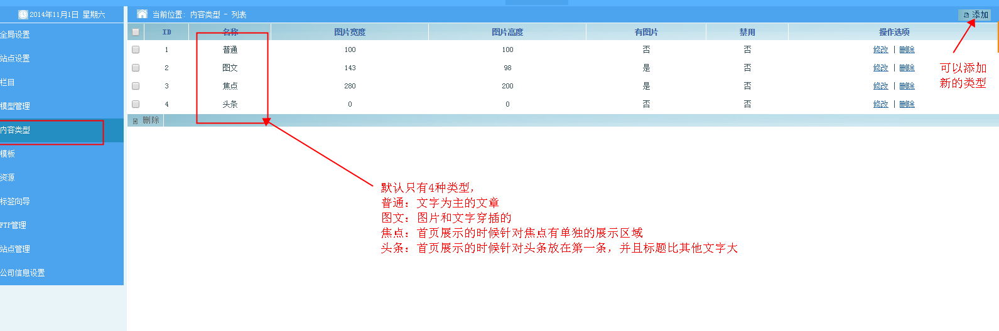 2014年11月1日 星期六
当前位置: 内容类型 - 列表
添加
全局设置
站点设置
栏目
模型管理
内容类型
模板
资源
标签向导
FTP管理
站点管理
公司信息设置
ID 名称 图片宽度 图片高度 有图片 禁用 操作选项
1 普通 100 100 否 否 修改 | 删除
2 图文 143 98 是 否 修改 | 删除
3 焦点 280 200 是 否 修改 | 删除
4 头条 0 0 否 否 修改 | 删除
删除
可以添加
新的类型
默认只有4种类型,
普通: 文字为主的文章
图文: 图片和文字穿插的
焦点: 首页展示的时候针对焦点有单独的展示区域
头条: 首页展示的时候针对头条放在第一条, 并且标题比其他文字大